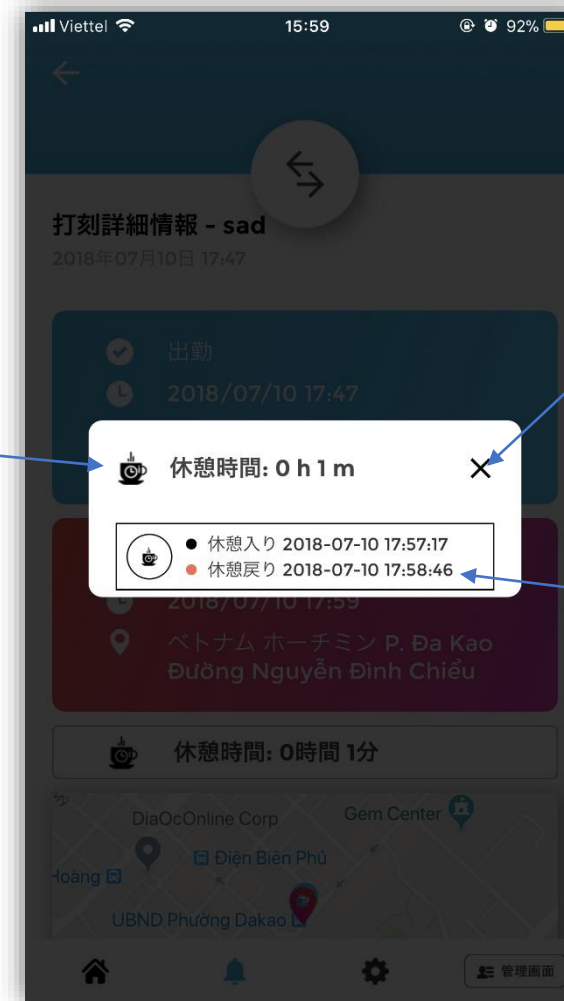 Viettel 15:59 92%
打刻詳細情報 - sad
2018年07月10日 17:47
出勤
2018/07/10 17:47
休憩時間: 0 h 1 m
休憩入り 2018-07-10 17:57:17
休憩戻り 2018-07-10 17:58:46
2018/07/10 17:59
ベトナム ホーチミン P. Đa Kao
Đường Nguyễn Đình Chiểu
休憩時間: 0時間 1分
DiaOcOnline Corp
Gem Center
Điện Biên Phủ
Hoàng
UBND Phường Dakao
管理画面